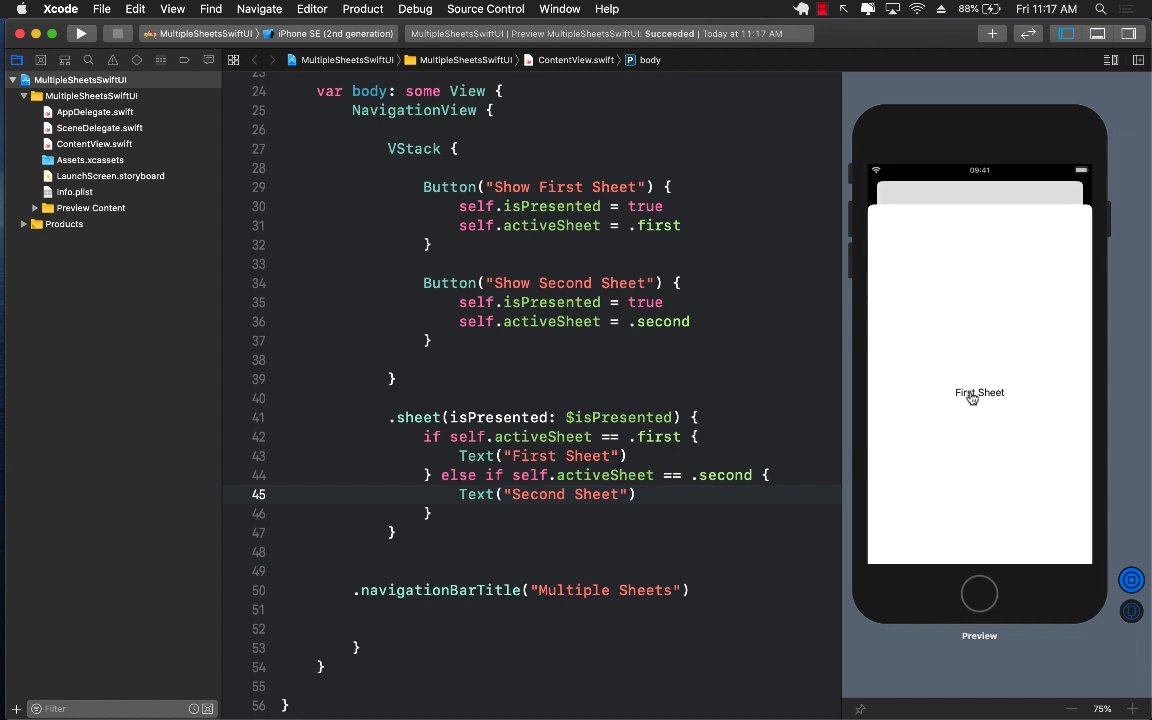 Xcode File Edit View Find Navigate Editor Product Debug Source Control Window Help 88% Fri 11:17 AM
MultipleSheetsSwiftUI iPhone SE (2nd generation) MultipleSheetsSwiftUI | Preview MultipleSheetsSwiftUI: Succeeded | Today at 11:17 AM
MultipleSheetsSwiftUI MultipleSheetsSwiftUI ContentView.swift P body
MultipleSheetsSwiftUI
MultipleSheetsSwiftUI
AppDelegate.swift
SceneDelegate.swift
ContentView.swift
Assets.xcassets
LaunchScreen.storyboard
Info.plist
Preview Content
Products
Filter
23
24 var body: some View {
25 NavigationView {
26
27 VStack {
28
29 Button("Show First Sheet") {
30 self.isPresented = true
31 self.activeSheet = .first
32 }
33
34 Button("Show Second Sheet") {
35 self.isPresented = true
36 self.activeSheet = .second
37 }
38
39 }
40
41 .sheet(isPresented: $isPresented) {
42 if self.activeSheet == .first {
43 Text("First Sheet")
44 } else if self.activeSheet == .second {
45 Text("Second Sheet")
46 }
47 }
48
49
50 .navigationBarTitle("Multiple Sheets")
51
52
53 }
54 }
55
56 }
09:41
First Sheet
Preview
75%